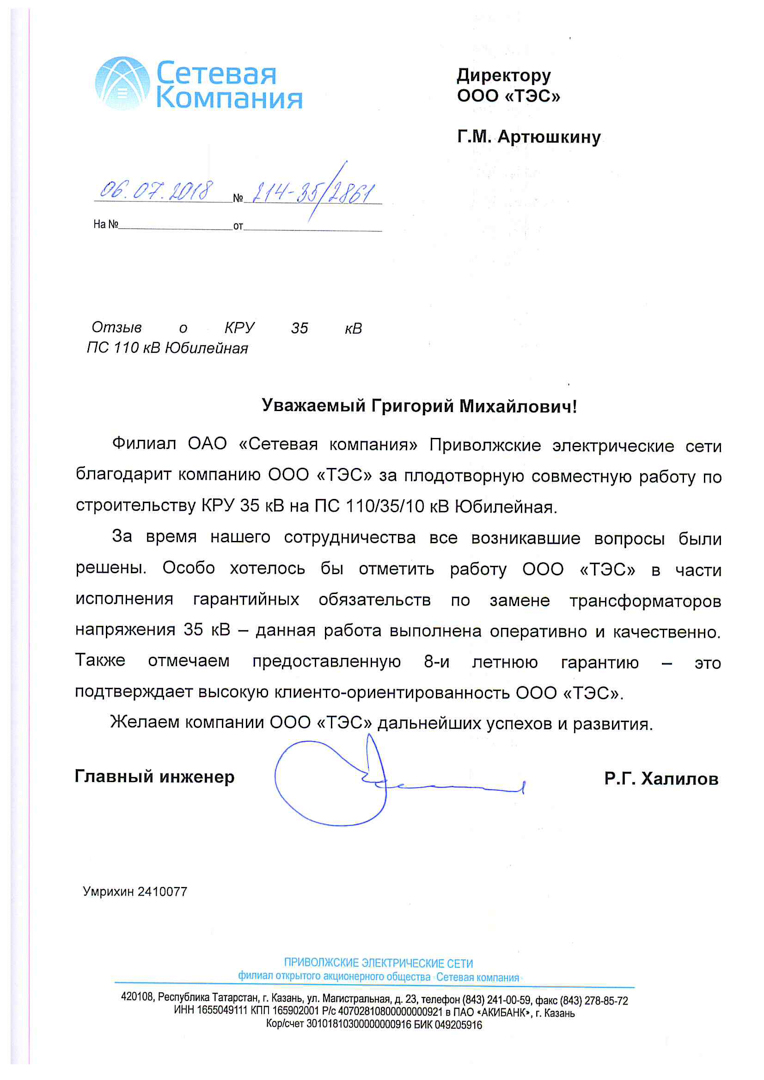 Сетевая
Компания
Директору
ООО «ТЭС»
Г.М. Артюшкину
06.07.2018 № 214-35/2861
На № от
Отзыв о КРУ 35 кВ
ПС 110 кВ Юбилейная
Уважаемый Григорий Михайлович!
Филиал ОАО «Сетевая компания» Приволжские электрические сети
благодарит компанию ООО «ТЭС» за плодотворную совместную работу по
строительству КРУ 35 кВ на ПС 110/35/10 кВ Юбилейная.
За время нашего сотрудничества все возникавшие вопросы были
решены. Особо хотелось бы отметить работу ООО «ТЭС» в части
исполнения гарантийных обязательств по замене трансформаторов
напряжения 35 кВ – данная работа выполнена оперативно и качественно.
Также отмечаем предоставленную 8-и летнюю гарантию – это
подтверждает высокую клиенто-ориентированность ООО «ТЭС».
Желаем компании ООО «ТЭС» дальнейших успехов и развития.
Главный инженер Р.Г. Халилов
Умрихин 2410077
ПРИВОЛЖСКИЕ ЭЛЕКТРИЧЕСКИЕ СЕТИ
филиал открытого акционерного общества Сетевая компания
420108, Республика Татарстан, г. Казань, ул. Магистральная, д. 23, телефон (843) 241-00-59, факс (843) 278-85-72
ИНН 1655049111 КПП 165902001 Р/с 40702810800000000921 в ПАО «АКИБАНК», г. Казань
Кор/счет 30101810300000000916 БИК 049205916